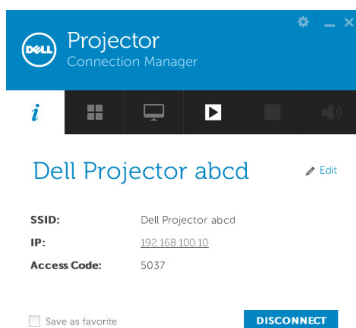 DELL
Projector
Connection Manager
i
Dell Projector abcd
Edit
SSID: Dell Projector abcd
IP: 192.168.100.10
Access Code: 5037
Save as favorite
DISCONNECT